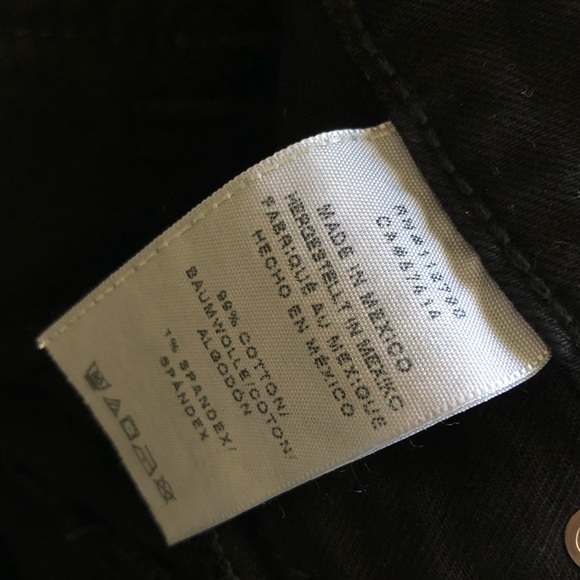 MADE IN MEXICO
HERGESTELLT IN MEXIKO
FABRIQUÉ AU MEXIQUE
HECHO EN MÉXICO
99% COTTON/
BAUMWOLLE/COTON/
ALGODÓN
1% SPANDEX/
SPANDEX